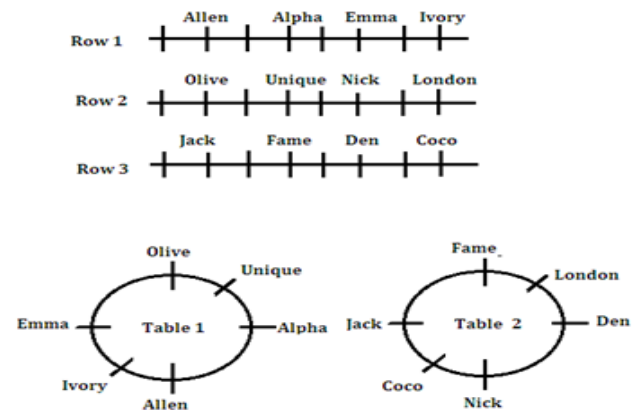 Allen Alpha Emma Ivory
Row 1
Olive Unique Nick London
Row 2
Jack Fame Den Coco
Row 3
Olive
Unique
Emma Table 1 Alpha
Ivory
Allen
Fame
London
Jack Table 2 Den
Coco
Nick